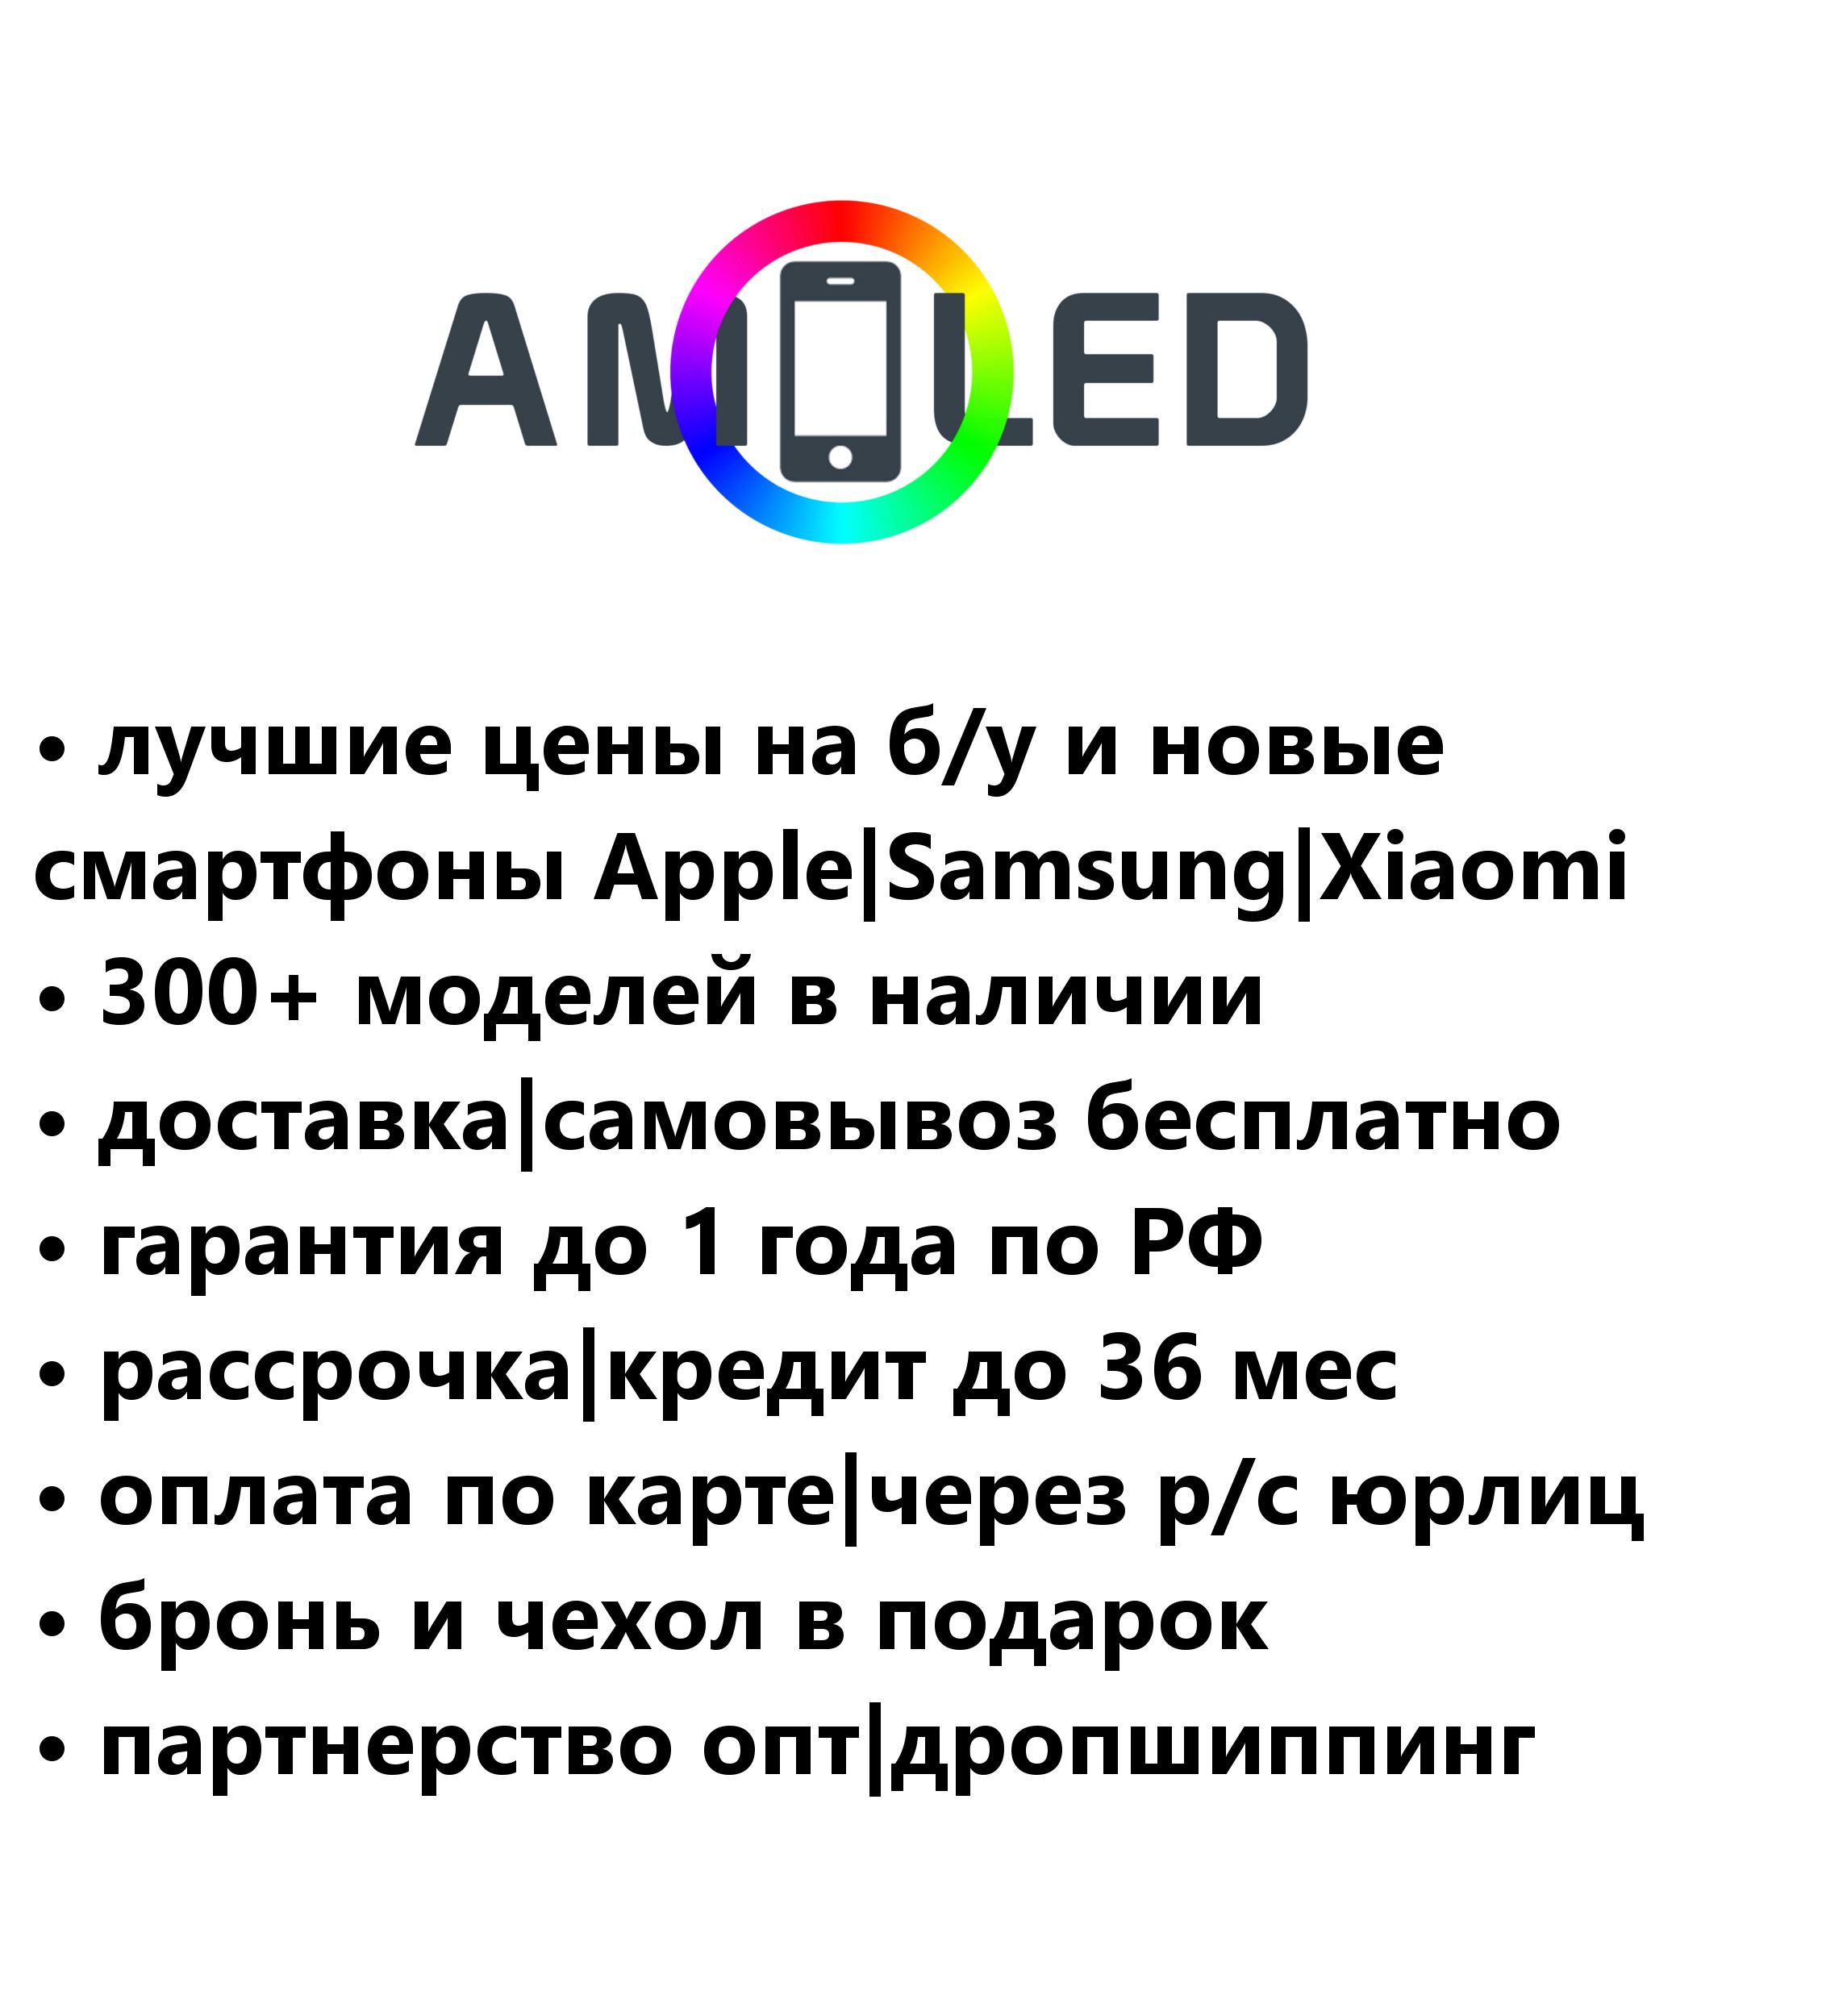 AMOLED
• лучшие цены на б/у и новые
смартфоны Apple|Samsung|Xiaomi
• 300+ моделей в наличии
• доставка|самовывоз бесплатно
• гарантия до 1 года по РФ
• рассрочка|кредит до 36 мес
• оплата по карте|через р/с юрлиц
• бронь и чехол в подарок
• партнерство опт|дропшиппинг